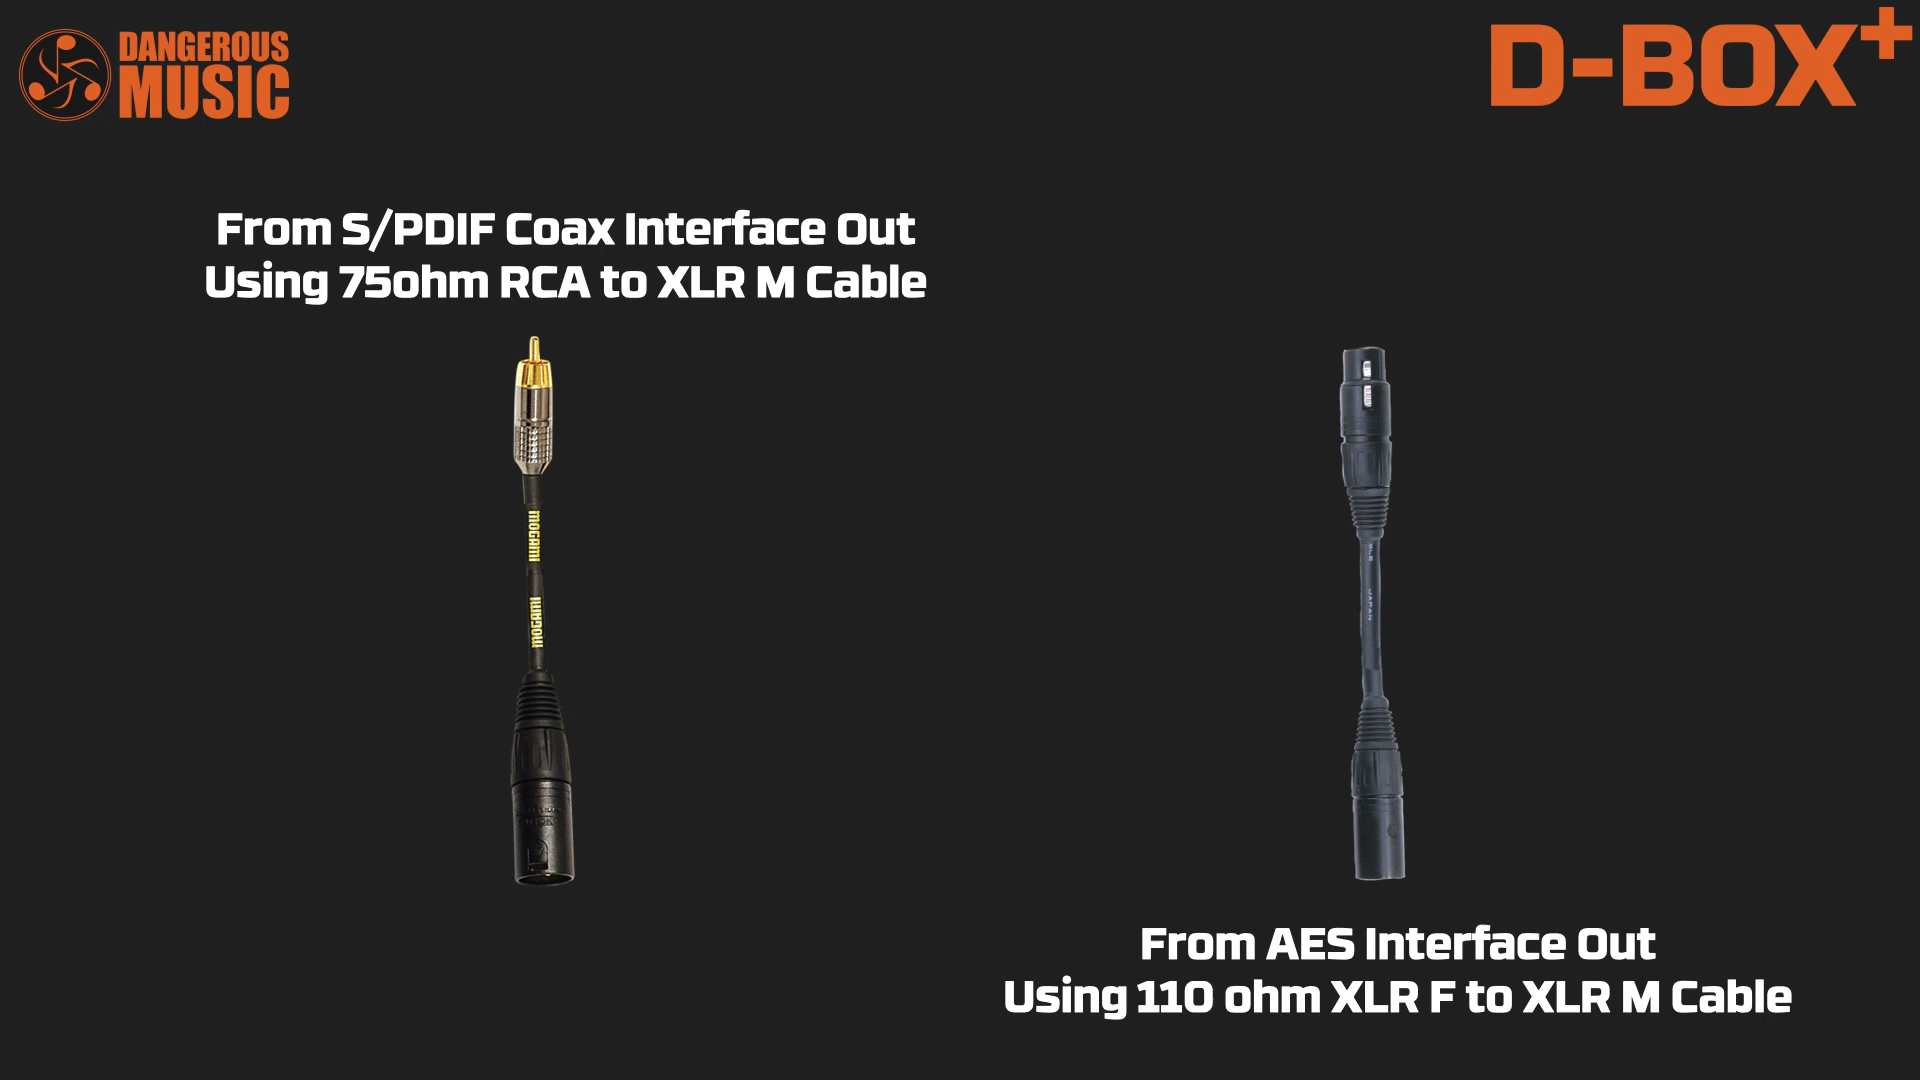 DANGEROUS
MUSIC
D-BOX+
From S/PDIF Coax Interface Out
Using 75ohm RCA to XLR M Cable
MOGAMI
MOGAMI
JAPAN
From AES Interface Out
Using 110 ohm XLR F to XLR M Cable